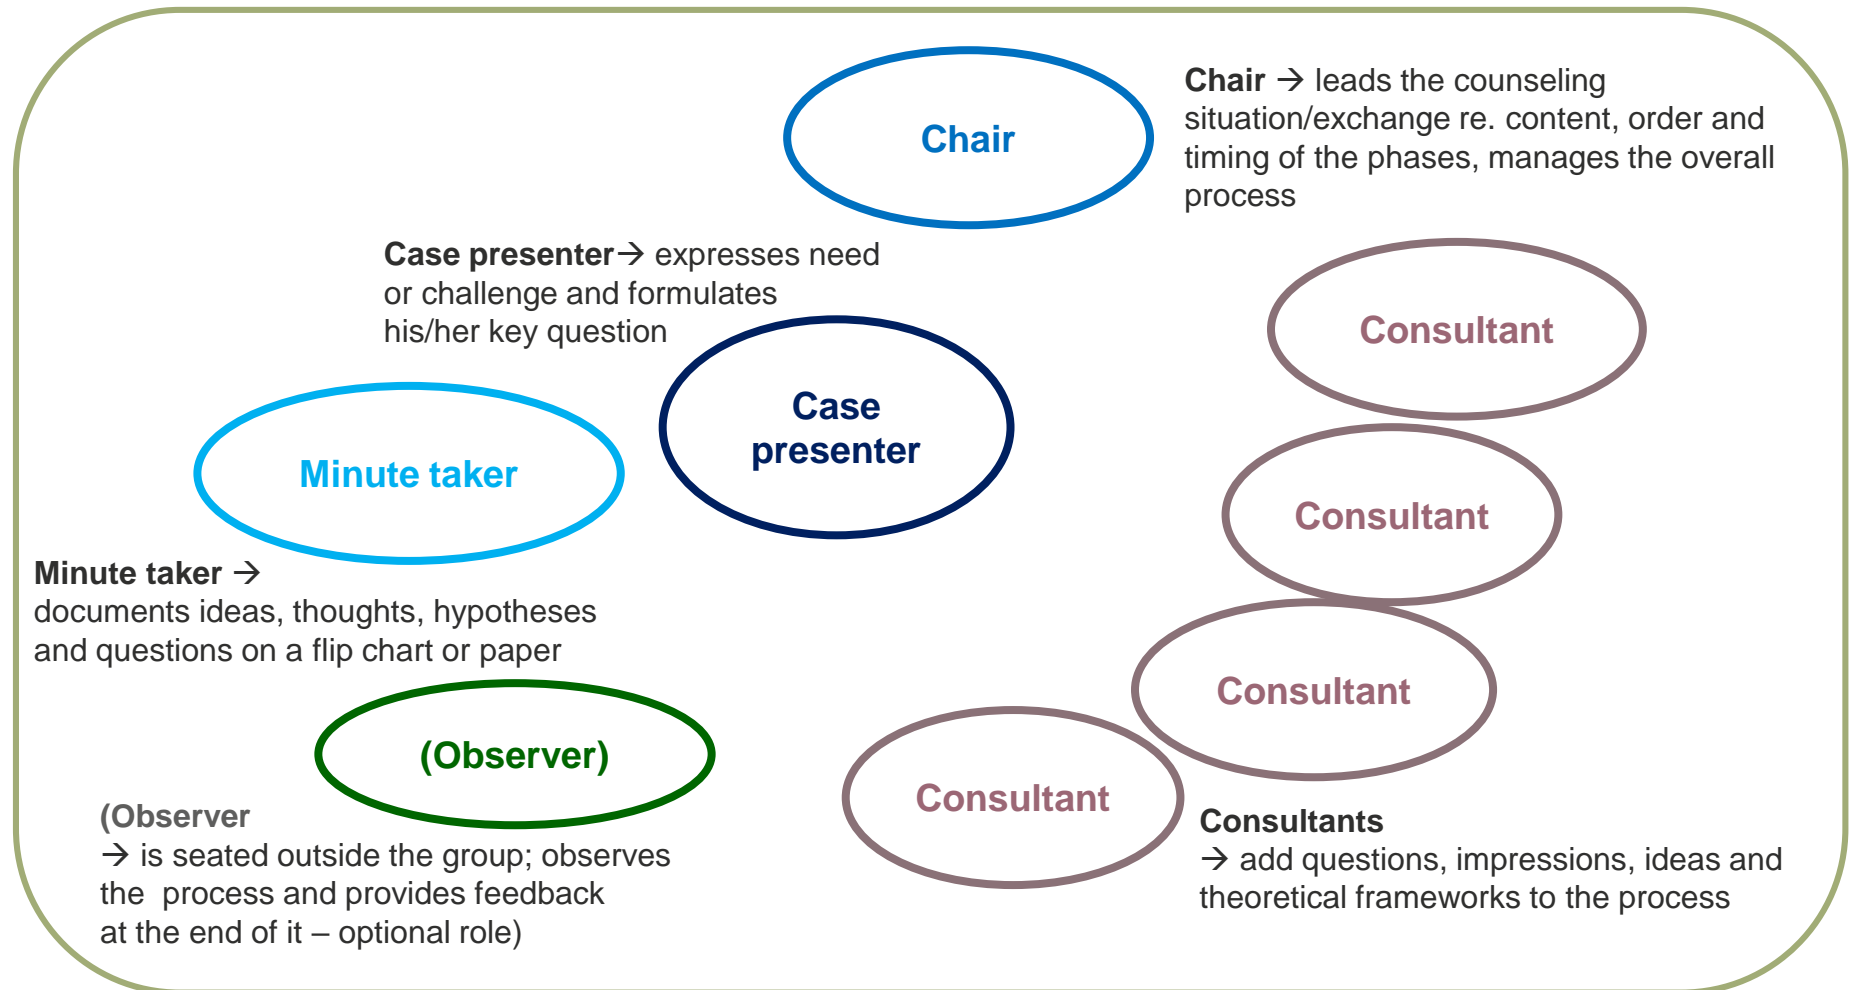 Chair
Chair → leads the counseling
situation/exchange re. content, order and
timing of the phases, manages the overall
process
Case presenter→ expresses need
or challenge and formulates
his/her key question
Case
presenter
Consultant
Minute taker
Consultant
Minute taker →
documents ideas, thoughts, hypotheses
and questions on a flip chart or paper
Consultant
(Observer)
Consultant
(Observer
→ is seated outside the group; observes
the  process and provides feedback
at the end of it – optional role)
Consultants
→ add questions, impressions, ideas and
theoretical frameworks to the process